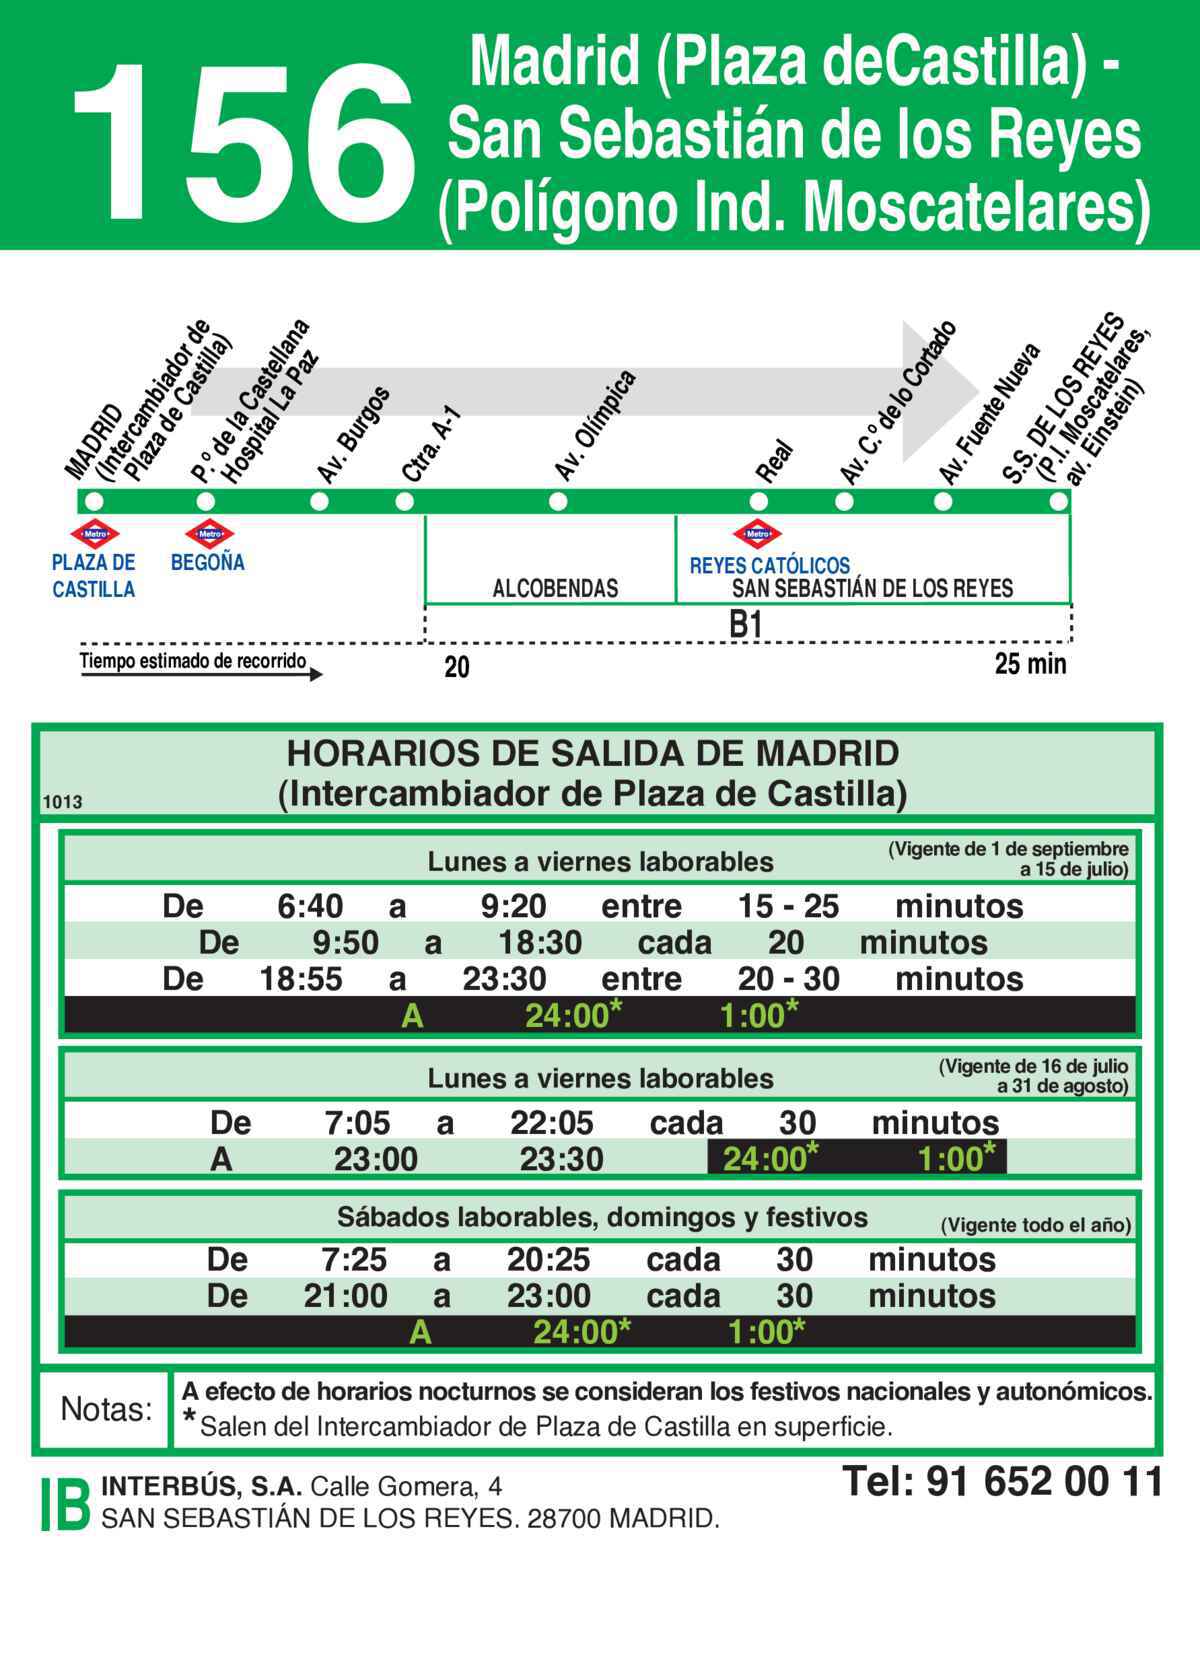 156
Madrid (Plaza deCastilla) -
San Sebastián de los Reyes
(Polígono Ind. Moscatelares)
MADRID
(Intercambiador de
Plaza de Castilla)
P.º de la Castellana
Hospital La Paz
Av. Burgos
Ctra. A-1
Av. Olímpica
Real
Av. C.º de lo Cortado
Av. Fuente Nueva
S.S. DE LOS REYES
(P.I. Moscatelares,
av. Einstein)
Metro
Metro
Metro
PLAZA DE
CASTILLA
BEGOÑA
REYES CATÓLICOS
ALCOBENDAS
SAN SEBASTIÁN DE LOS REYES
B1
Tiempo estimado de recorrido
20
25 min
HORARIOS DE SALIDA DE MADRID
(Intercambiador de Plaza de Castilla)
1013
Lunes a viernes laborables
(Vigente de 1 de septiembre
a 15 de julio)
De 6:40 a 9:20 entre 15 - 25 minutos
De 9:50 a 18:30 cada 20 minutos
De 18:55 a 23:30 entre 20 - 30 minutos
A 24:00* 1:00*
Lunes a viernes laborables
(Vigente de 16 de julio
a 31 de agosto)
De 7:05 a 22:05 cada 30 minutos
A 23:00 23:30 24:00* 1:00*
Sábados laborables, domingos y festivos (Vigente todo el año)
De 7:25 a 20:25 cada 30 minutos
De 21:00 a 23:00 cada 30 minutos
A 24:00* 1:00*
Notas:
A efecto de horarios nocturnos se consideran los festivos nacionales y autonómicos.
* Salen del Intercambiador de Plaza de Castilla en superficie.
IB
INTERBÚS, S.A. Calle Gomera, 4
SAN SEBASTIÁN DE LOS REYES. 28700 MADRID.
Tel: 91 652 00 11